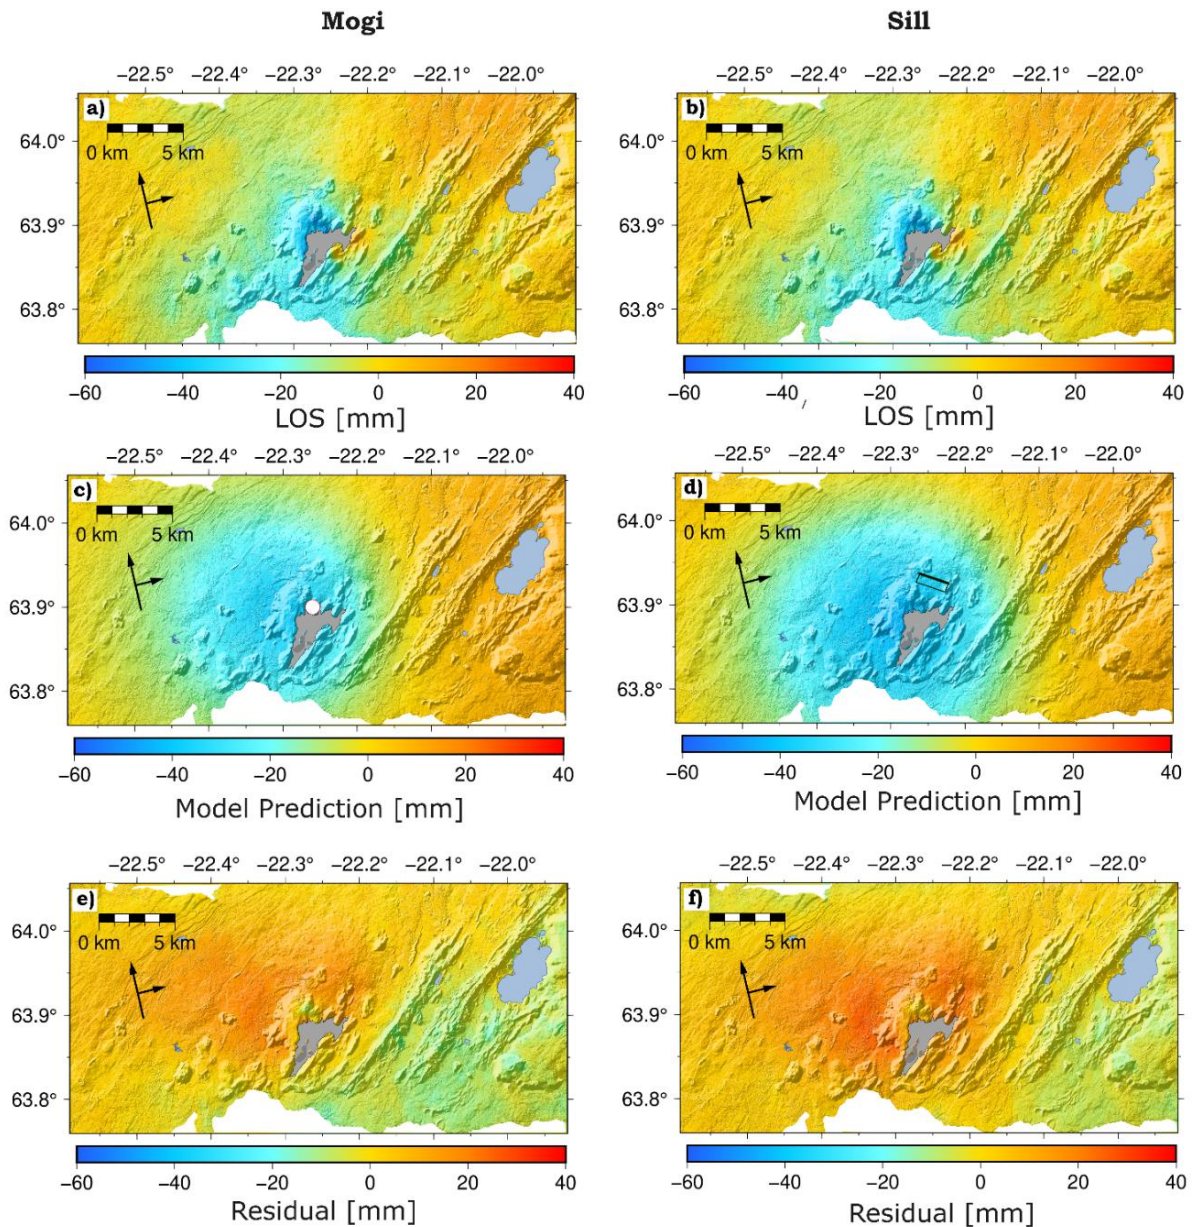 Mogi Sill
−22.5° −22.4° −22.3° −22.2° −22.1° −22.0° −22.5° −22.4° −22.3° −22.2° −22.1° −22.0°
a) b)
64.0° 64.0°
0 km 5 km 0 km 5 km
63.9° 63.9°
63.8° 63.8°
−60 −40 −20 0 20 40 −60 −40 −20 0 20 40
LOS [mm] LOS [mm]
−22.5° −22.4° −22.3° −22.2° −22.1° −22.0° −22.5° −22.4° −22.3° −22.2° −22.1° −22.0°
c) d)
64.0° 64.0°
0 km 5 km 0 km 5 km
63.9° 63.9°
63.8° 63.8°
−60 −40 −20 0 20 40 −60 −40 −20 0 20 40
Model Prediction [mm] Model Prediction [mm]
−22.5° −22.4° −22.3° −22.2° −22.1° −22.0° −22.5° −22.4° −22.3° −22.2° −22.1° −22.0°
e) f)
64.0° 64.0°
0 km 5 km 0 km 5 km
63.9° 63.9°
63.8° 63.8°
−60 −40 −20 0 20 40 −60 −40 −20 0 20 40
Residual [mm] Residual [mm]